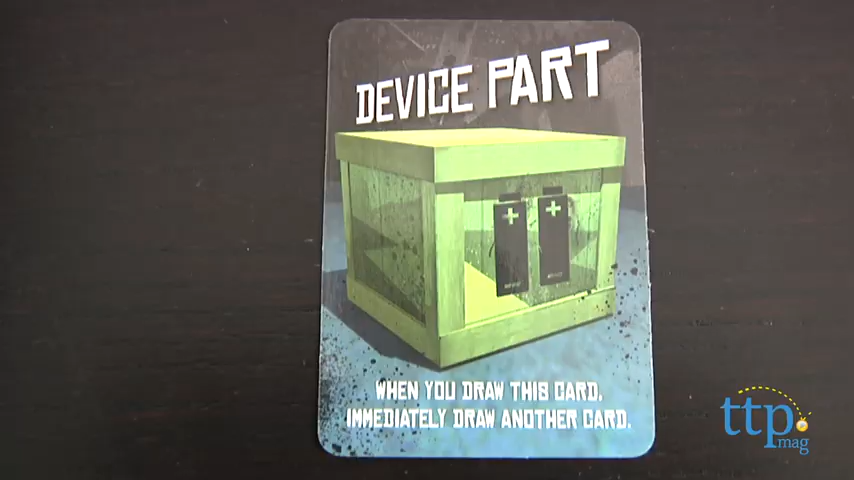 DEVICE PART
WHEN YOU DRAW THIS CARD,
IMMEDIATELY DRAW ANOTHER CARD.
ttp
mag